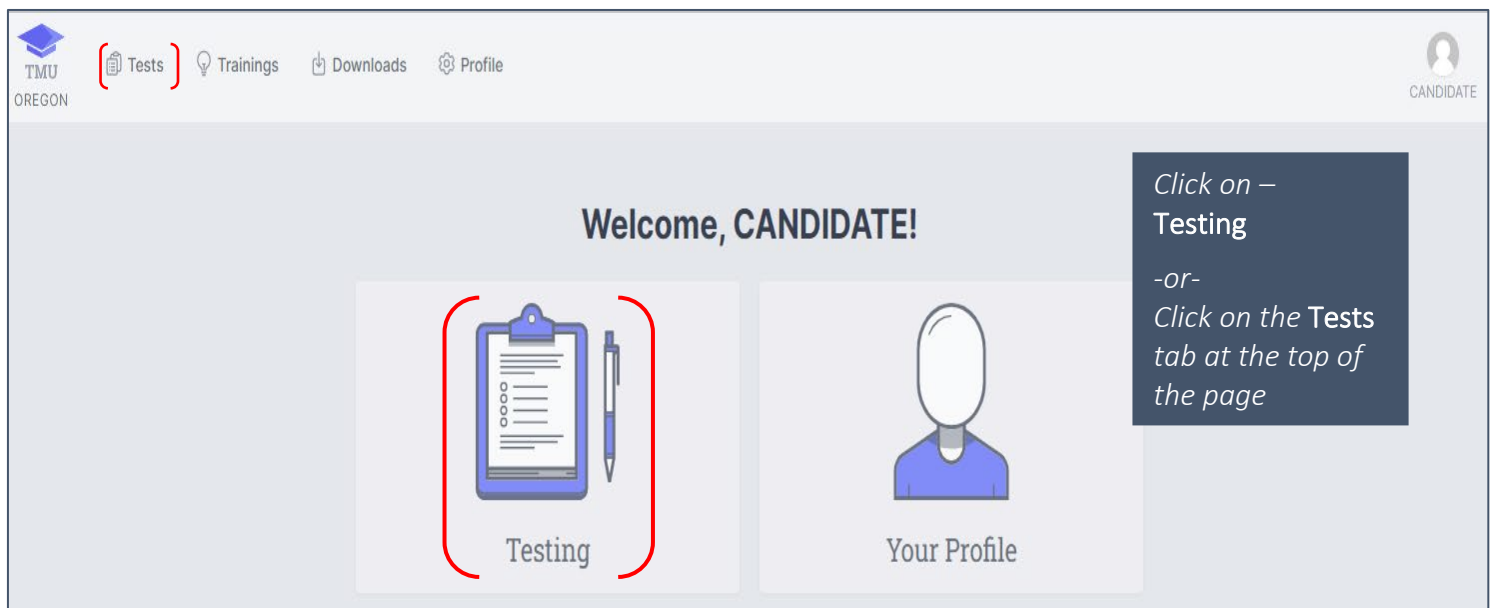 TMU
OREGON
Tests Trainings Downloads Profile
CANDIDATE
Welcome, CANDIDATE!
Click on –
Testing
-or-
Click on the Tests
tab at the top of
the page
Testing
Your Profile